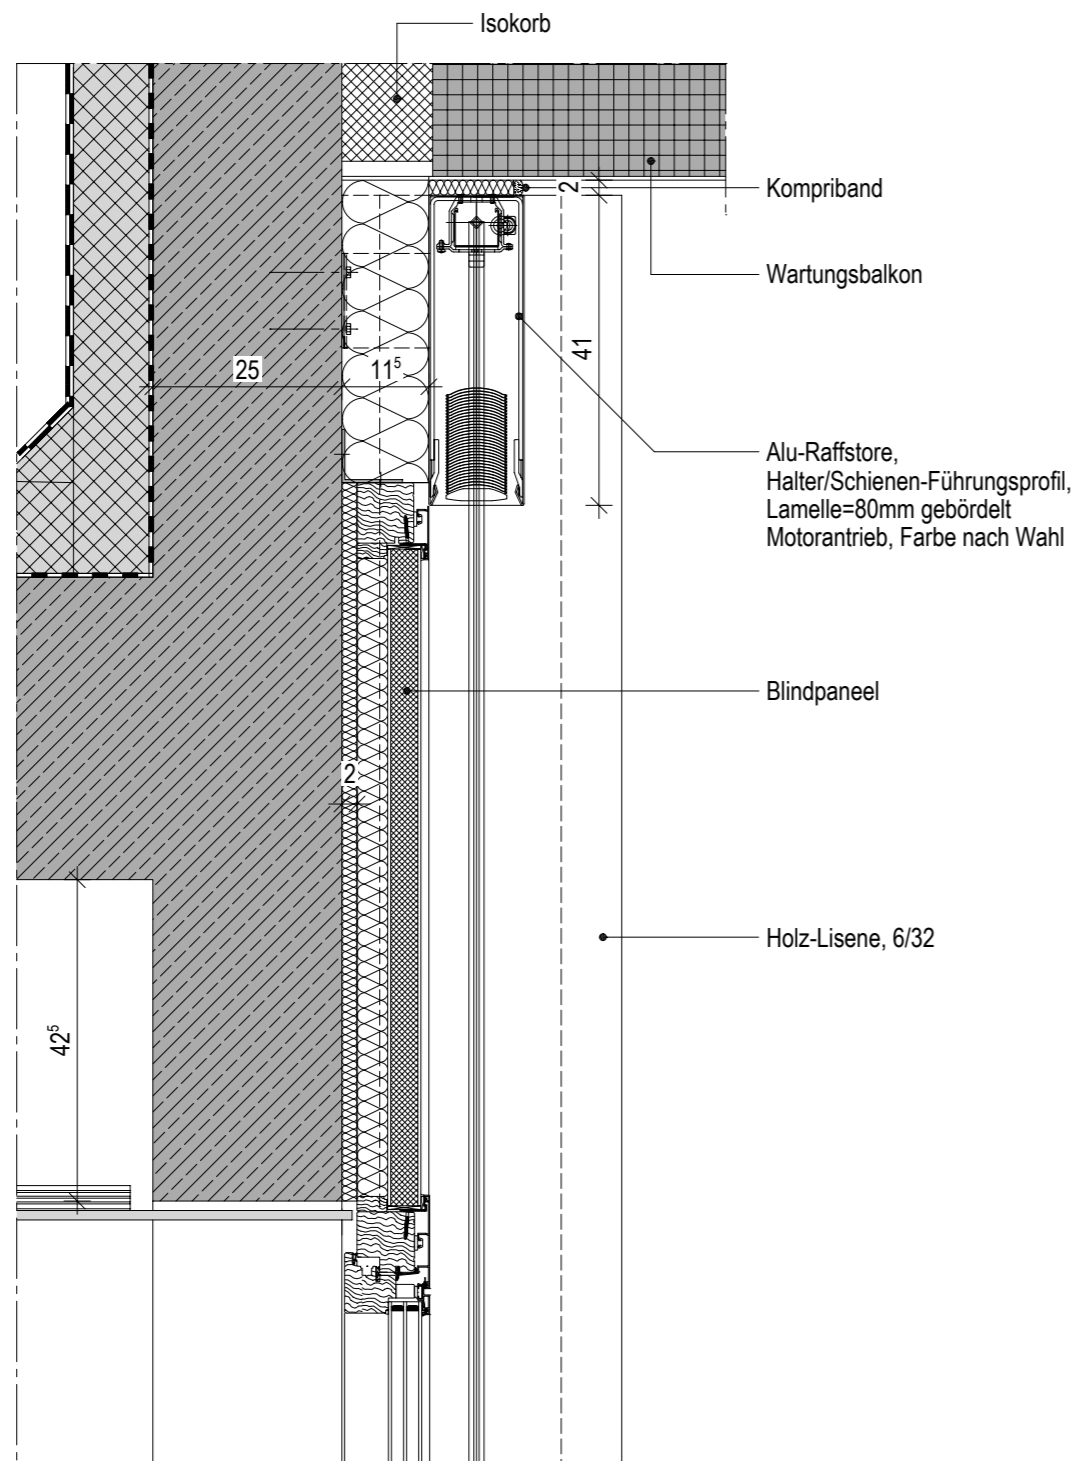 Isokorb
2
Kompriband
Wartungsbalkon
25
11⁵
41
Alu-Raffstore,
Halter/Schienen-Führungsprofil,
Lamelle=80mm gebördelt
Motorantrieb, Farbe nach Wahl
Blindpaneel
2
Holz-Lisene, 6/32
42⁵